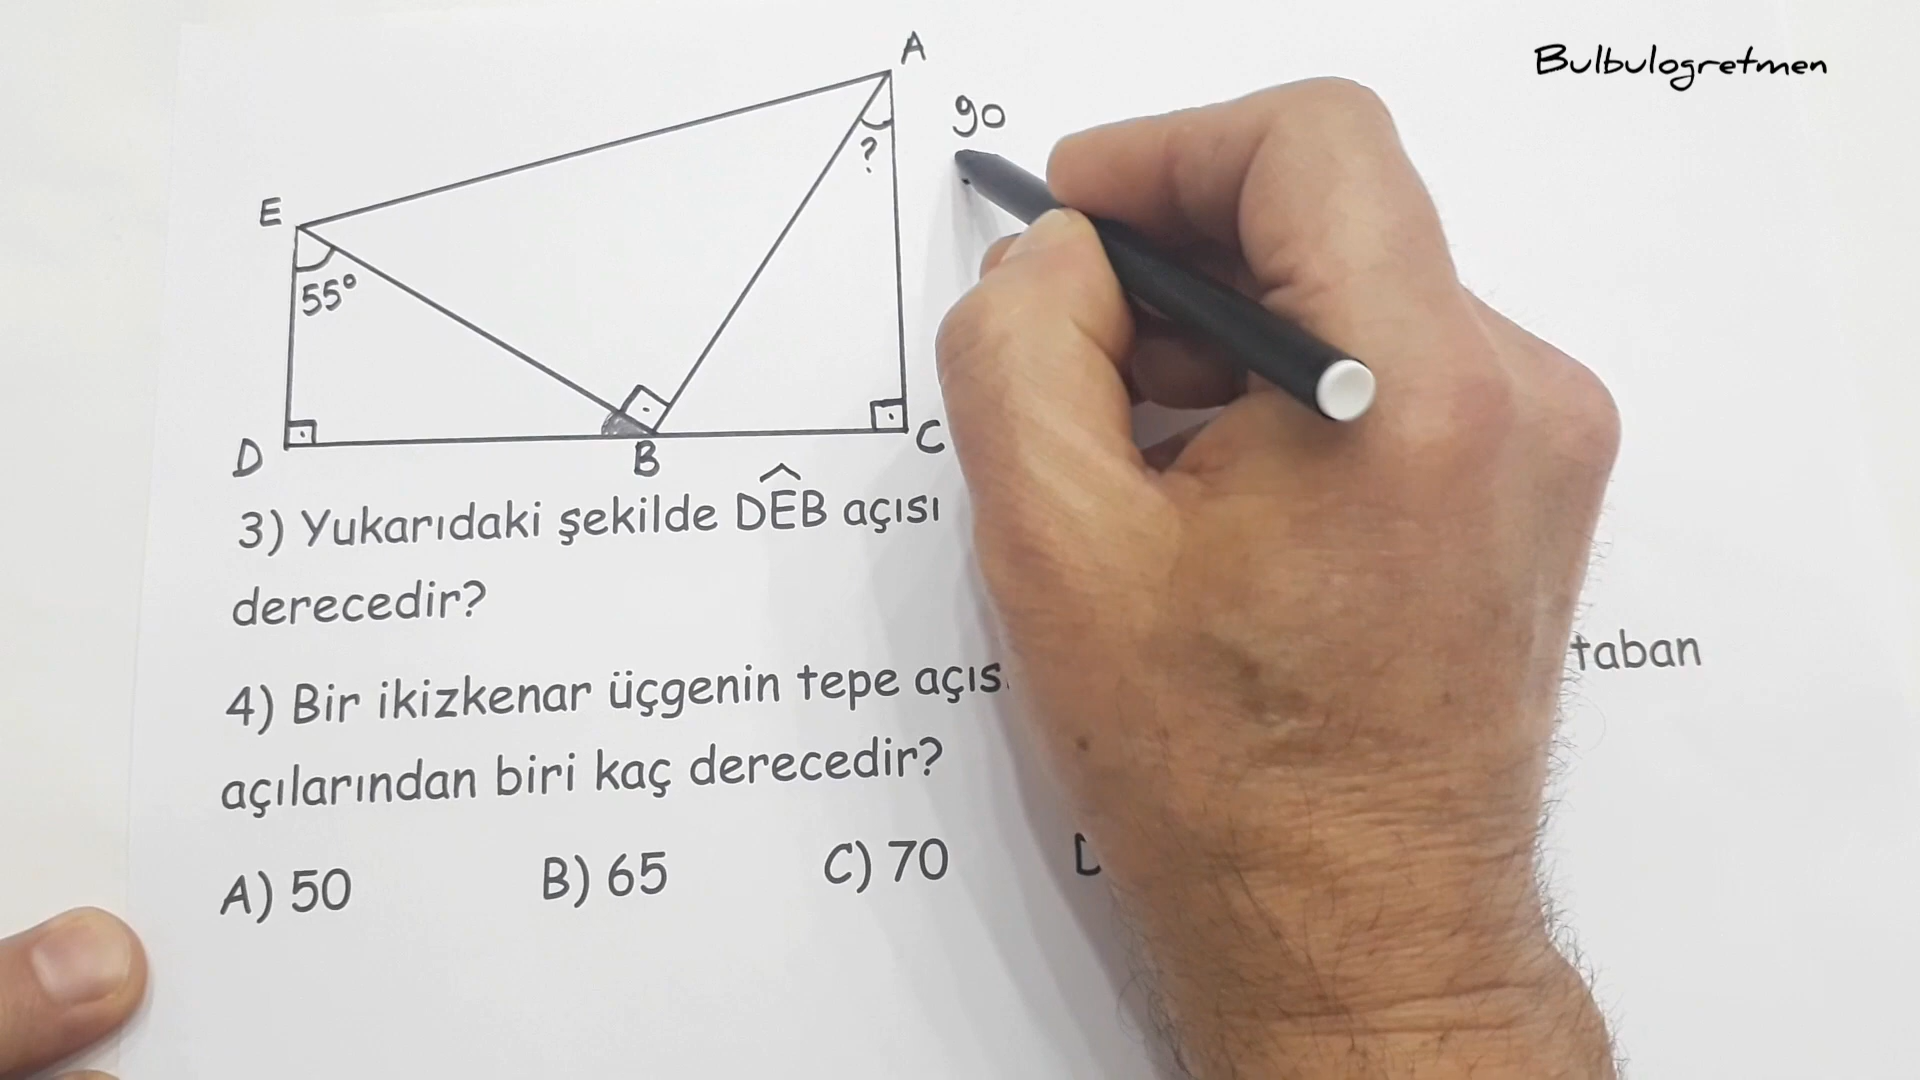 Bulbulogretmen
A
90
?
E
55°
D
B
C
3) Yukarıdaki şekilde DÊB açısı
derecedir?
4) Bir ikizkenar üçgenin tepe taban
açılarından biri kaç derecedir?
A) 50 B) 65 C) 70